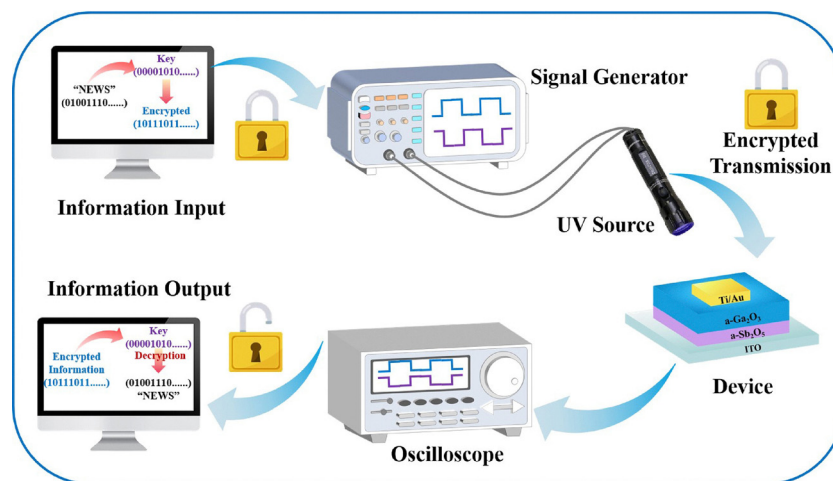 Key
(00001010......)
“NEWS”
(01001110......)
Encrypted
(10111011......)
Information Input
Signal Generator
UV Source
Encrypted
Transmission
Ti/Au
a-Ga₂O₃
a-Sb₂O₅
ITO
Device
Oscilloscope
Information Output
Key
(00001010......)
Decryption
Encrypted
Information
(10111011......)
(01001110......)
“NEWS”